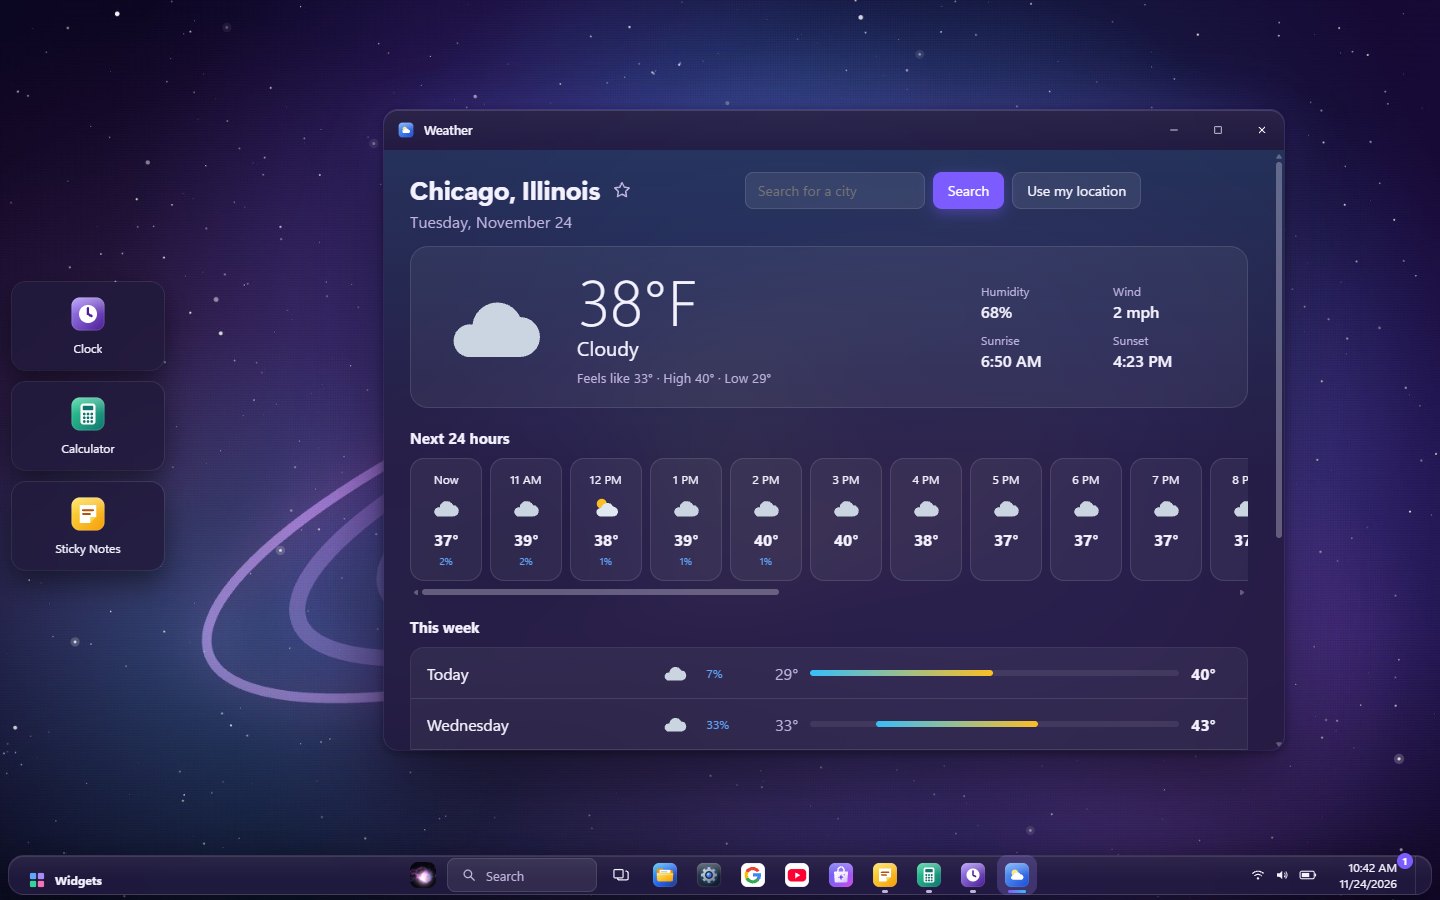 Weather
Chicago, Illinois
Search for a city
Search
Use my location
Tuesday, November 24
38°F
Cloudy
Feels like 33° · High 40° · Low 29°
Humidity
68%
Wind
2 mph
Sunrise
6:50 AM
Sunset
4:23 PM
Next 24 hours
Now 11 AM 12 PM 1 PM 2 PM 3 PM 4 PM 5 PM 6 PM 7 PM 8 P
37° 39° 38° 39° 40° 40° 38° 37° 37° 37° 37
2% 2% 1% 1% 1%
This week
Today 7% 29° 40°
Wednesday 33% 33° 43°
Clock
Calculator
Sticky Notes
Widgets
Search
10:42 AM
11/24/2026
1